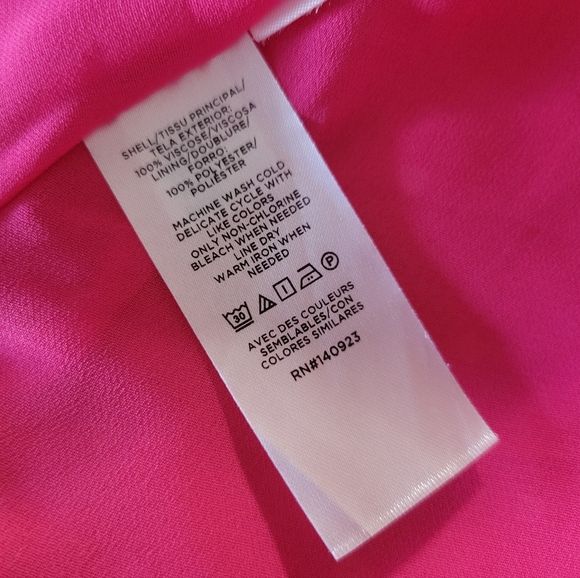 SHELL/TISSU PRINCIPAL/
TELA EXTERIOR:
100% VISCOSE/VISCOSA
LINING/DOUBLURE/
FORRO:
100% POLYESTER/
POLIÉSTER
MACHINE WASH COLD
DELICATE CYCLE WITH
LIKE COLORS
ONLY NON-CHLORINE
BLEACH WHEN NEEDED
LINE DRY
WARM IRON WHEN
NEEDED
30 P
AVEC DES COULEURS
SEMBLABLES/CON
COLORES SIMILARES
RN#140923